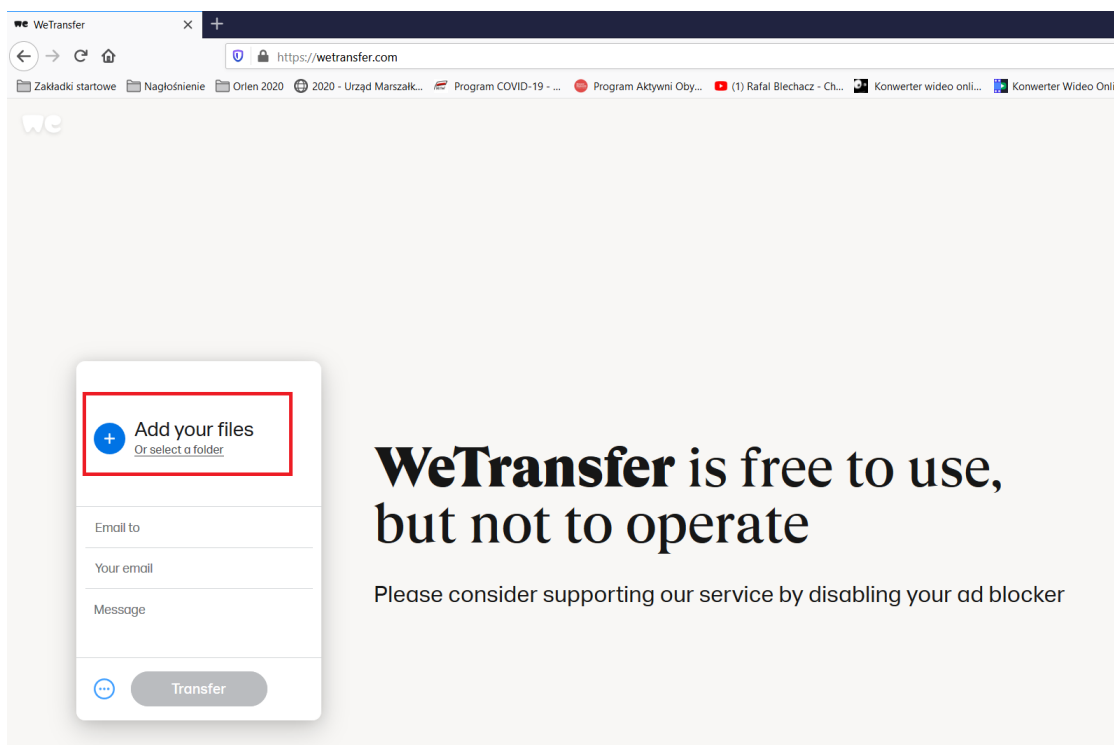 we WeTransfer
https://wetransfer.com
Zakładki startowe Nagłośnienie Orlen 2020 2020 - Urząd Marszałk... Program COVID-19 - ... Program Aktywni Oby... (1) Rafal Blechacz - Ch... Konwerter wideo onli... Konwerter Wideo Onli
we
Add your files
Or select a folder
Email to
Your email
Message
Transfer
WeTransfer is free to use,
but not to operate
Please consider supporting our service by disabling your ad blocker